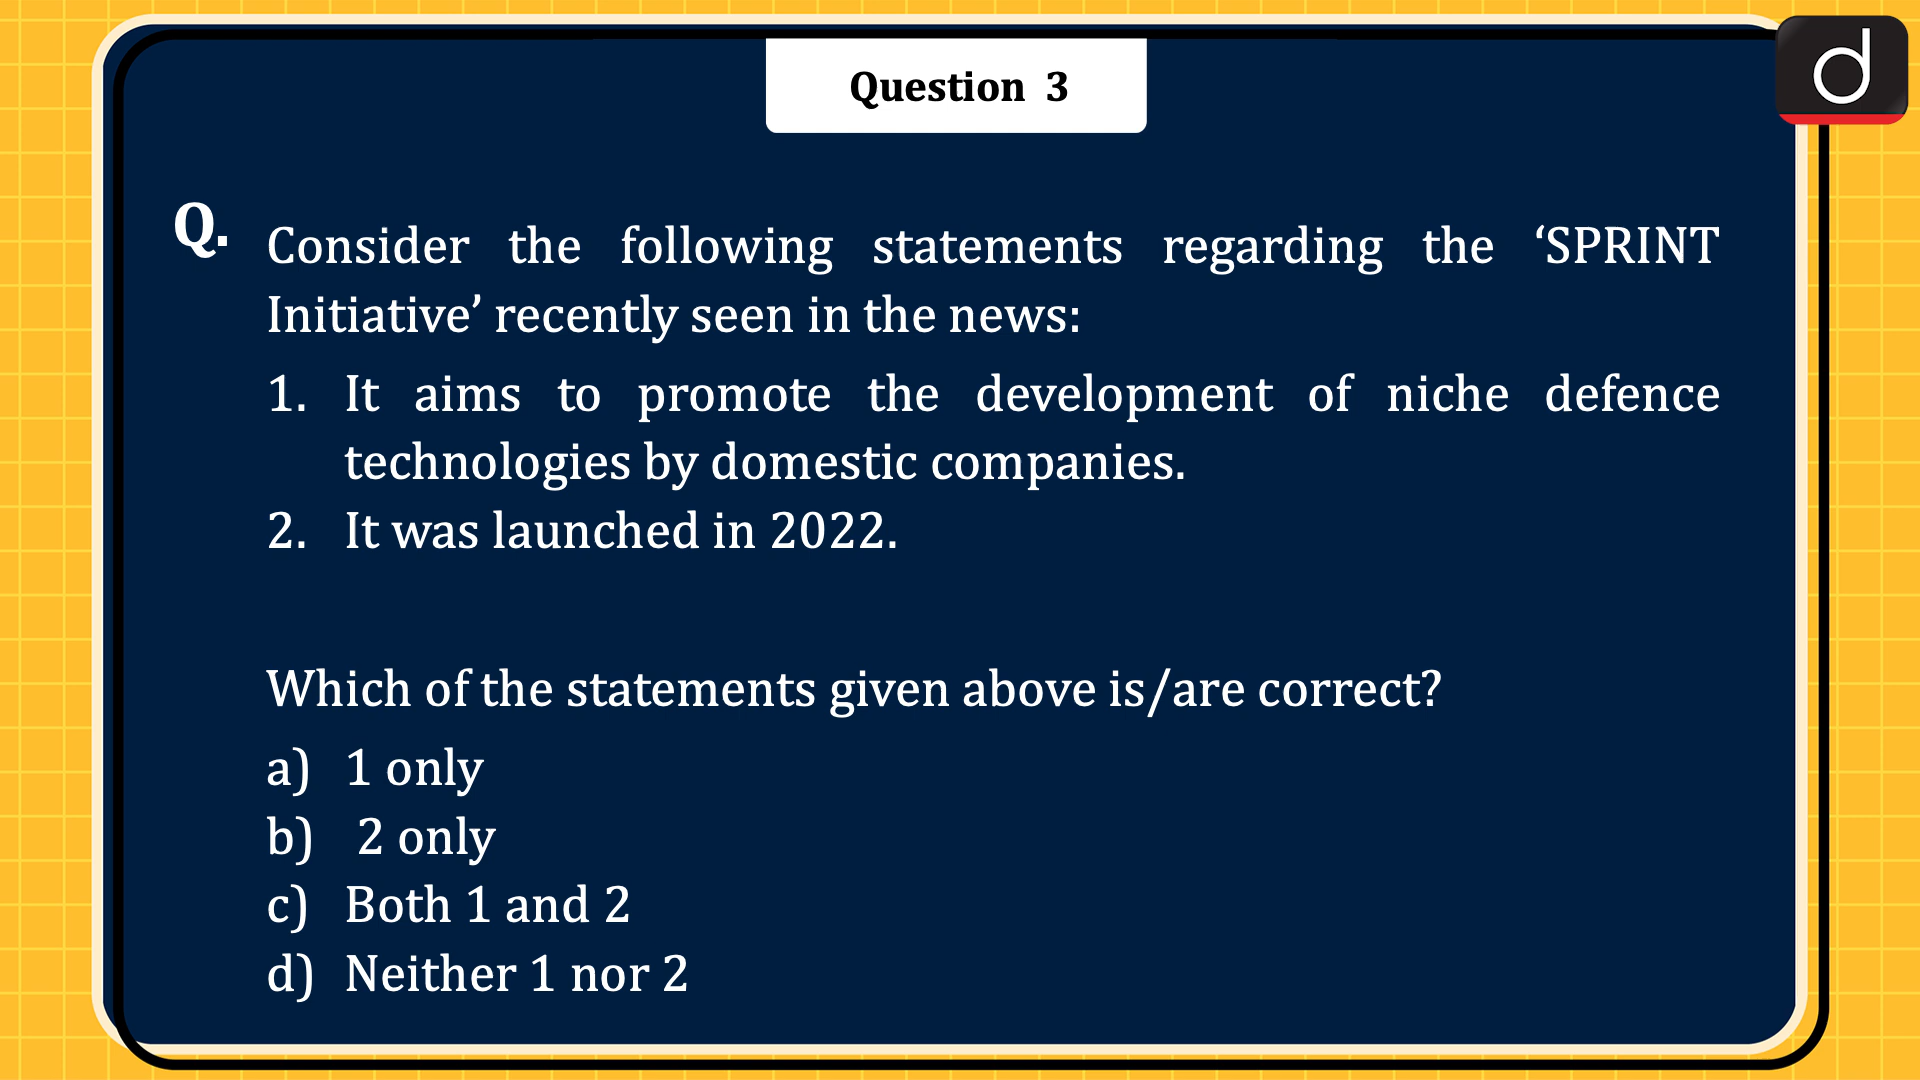 Question 3
Q. Consider the following statements regarding the ‘SPRINT
Initiative’ recently seen in the news:
1. It aims to promote the development of niche defence
technologies by domestic companies.
2. It was launched in 2022.
Which of the statements given above is/are correct?
a) 1 only
b) 2 only
c) Both 1 and 2
d) Neither 1 nor 2